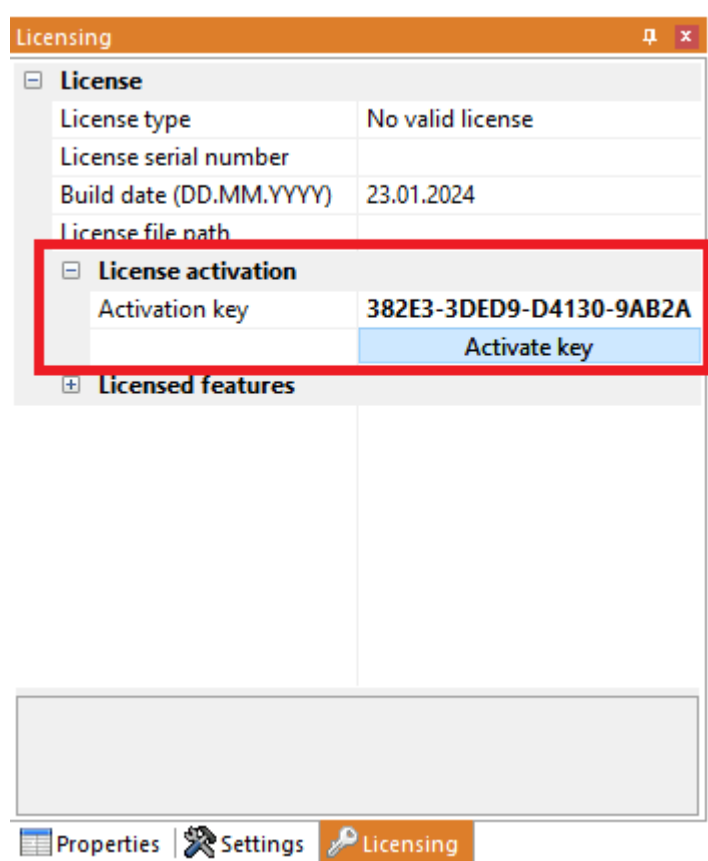 Licensing
License
License type No valid license
License serial number
Build date (DD.MM.YYYY) 23.01.2024
License file path
License activation
Activation key 382E3-3DED9-D4130-9AB2A
Activate key
Licensed features
Properties Settings Licensing